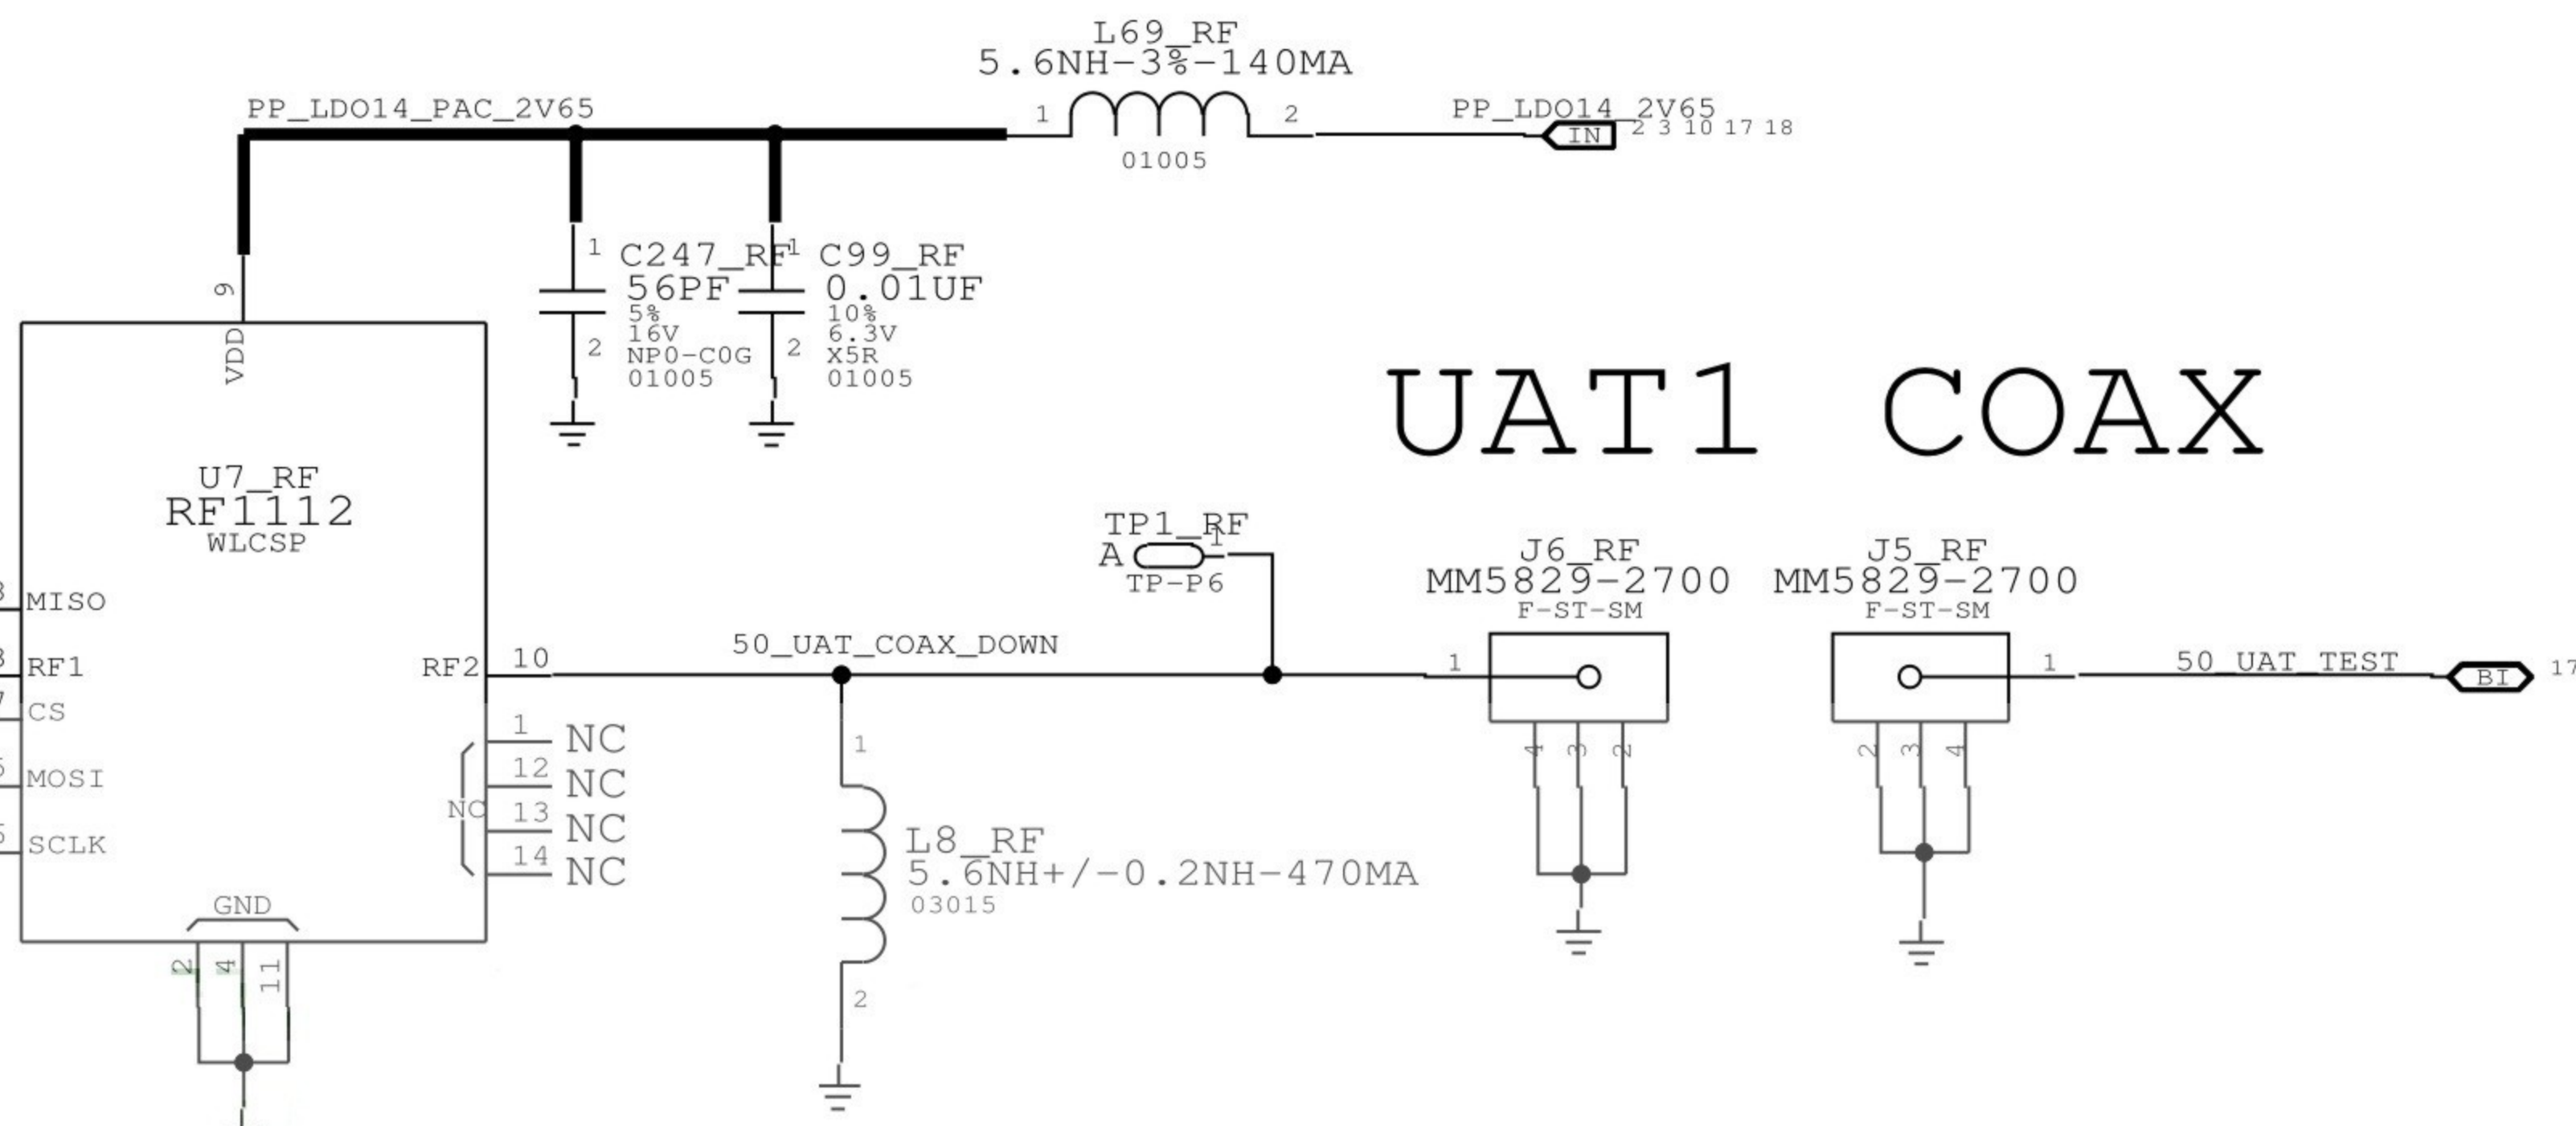 L69_RF
5.6NH-3%-140MA
PP_LDO14_PAC_2V65
1
2
01005
PP_LDO14_2V65
IN
2 3 10 17 18
9
VDD
1
C247_RF
56PF
5%
16V
2
NP0-C0G
01005
1
C99_RF
0.01UF
10%
6.3V
2
X5R
01005
UAT1 COAX
U7_RF
RF1112
WLCSP
MISO
RF1
CS
MOSI
SCLK
RF2
10
1
NC
12
NC
NC
13
NC
14
NC
GND
2
4
11
50_UAT_COAX_DOWN
TP1_RF
1
A
TP-P6
1
L8_RF
5.6NH+/-0.2NH-470MA
03015
2
J6_RF
MM5829-2700
F-ST-SM
1
4
3
2
J5_RF
MM5829-2700
F-ST-SM
1
2
3
4
50_UAT_TEST
BI
17